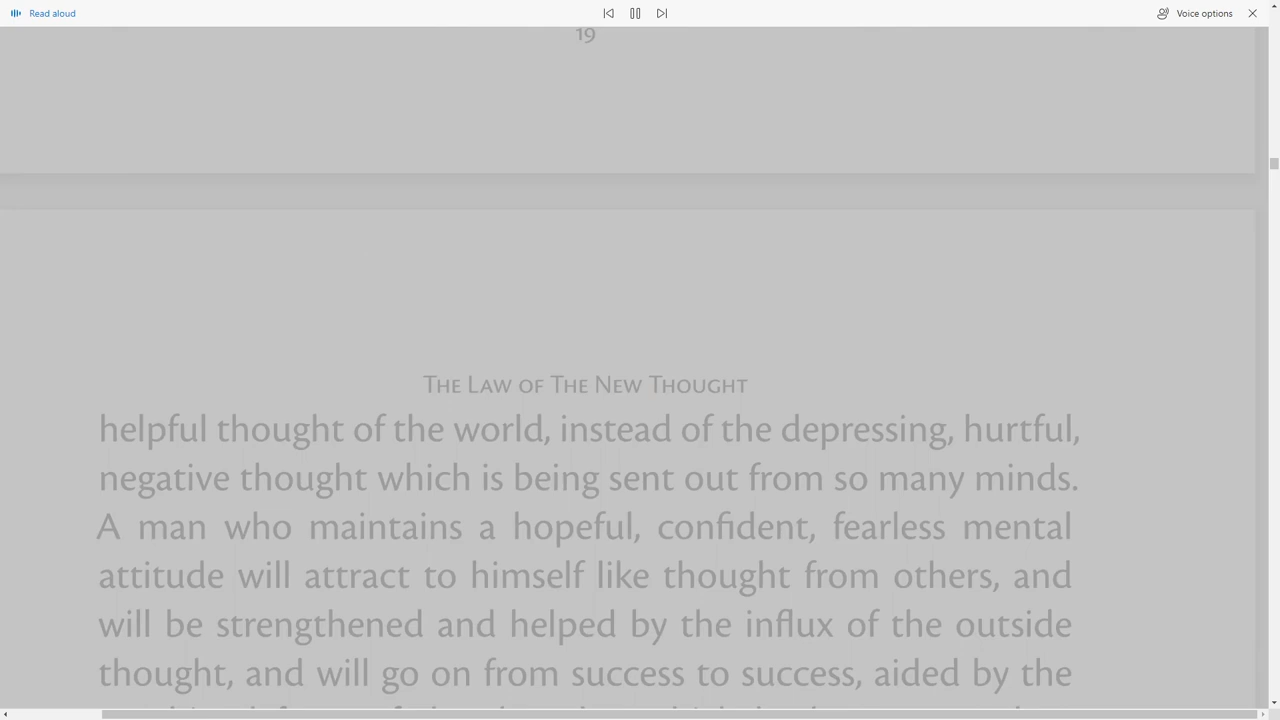 Read aloud
Voice options
19
The Law of The New Thought
helpful thought of the world, instead of the depressing, hurtful,
negative thought which is being sent out from so many minds.
A man who maintains a hopeful, confident, fearless mental
attitude will attract to himself like thought from others, and
will be strengthened and helped by the influx of the outside
thought, and will go on from success to success, aided by the